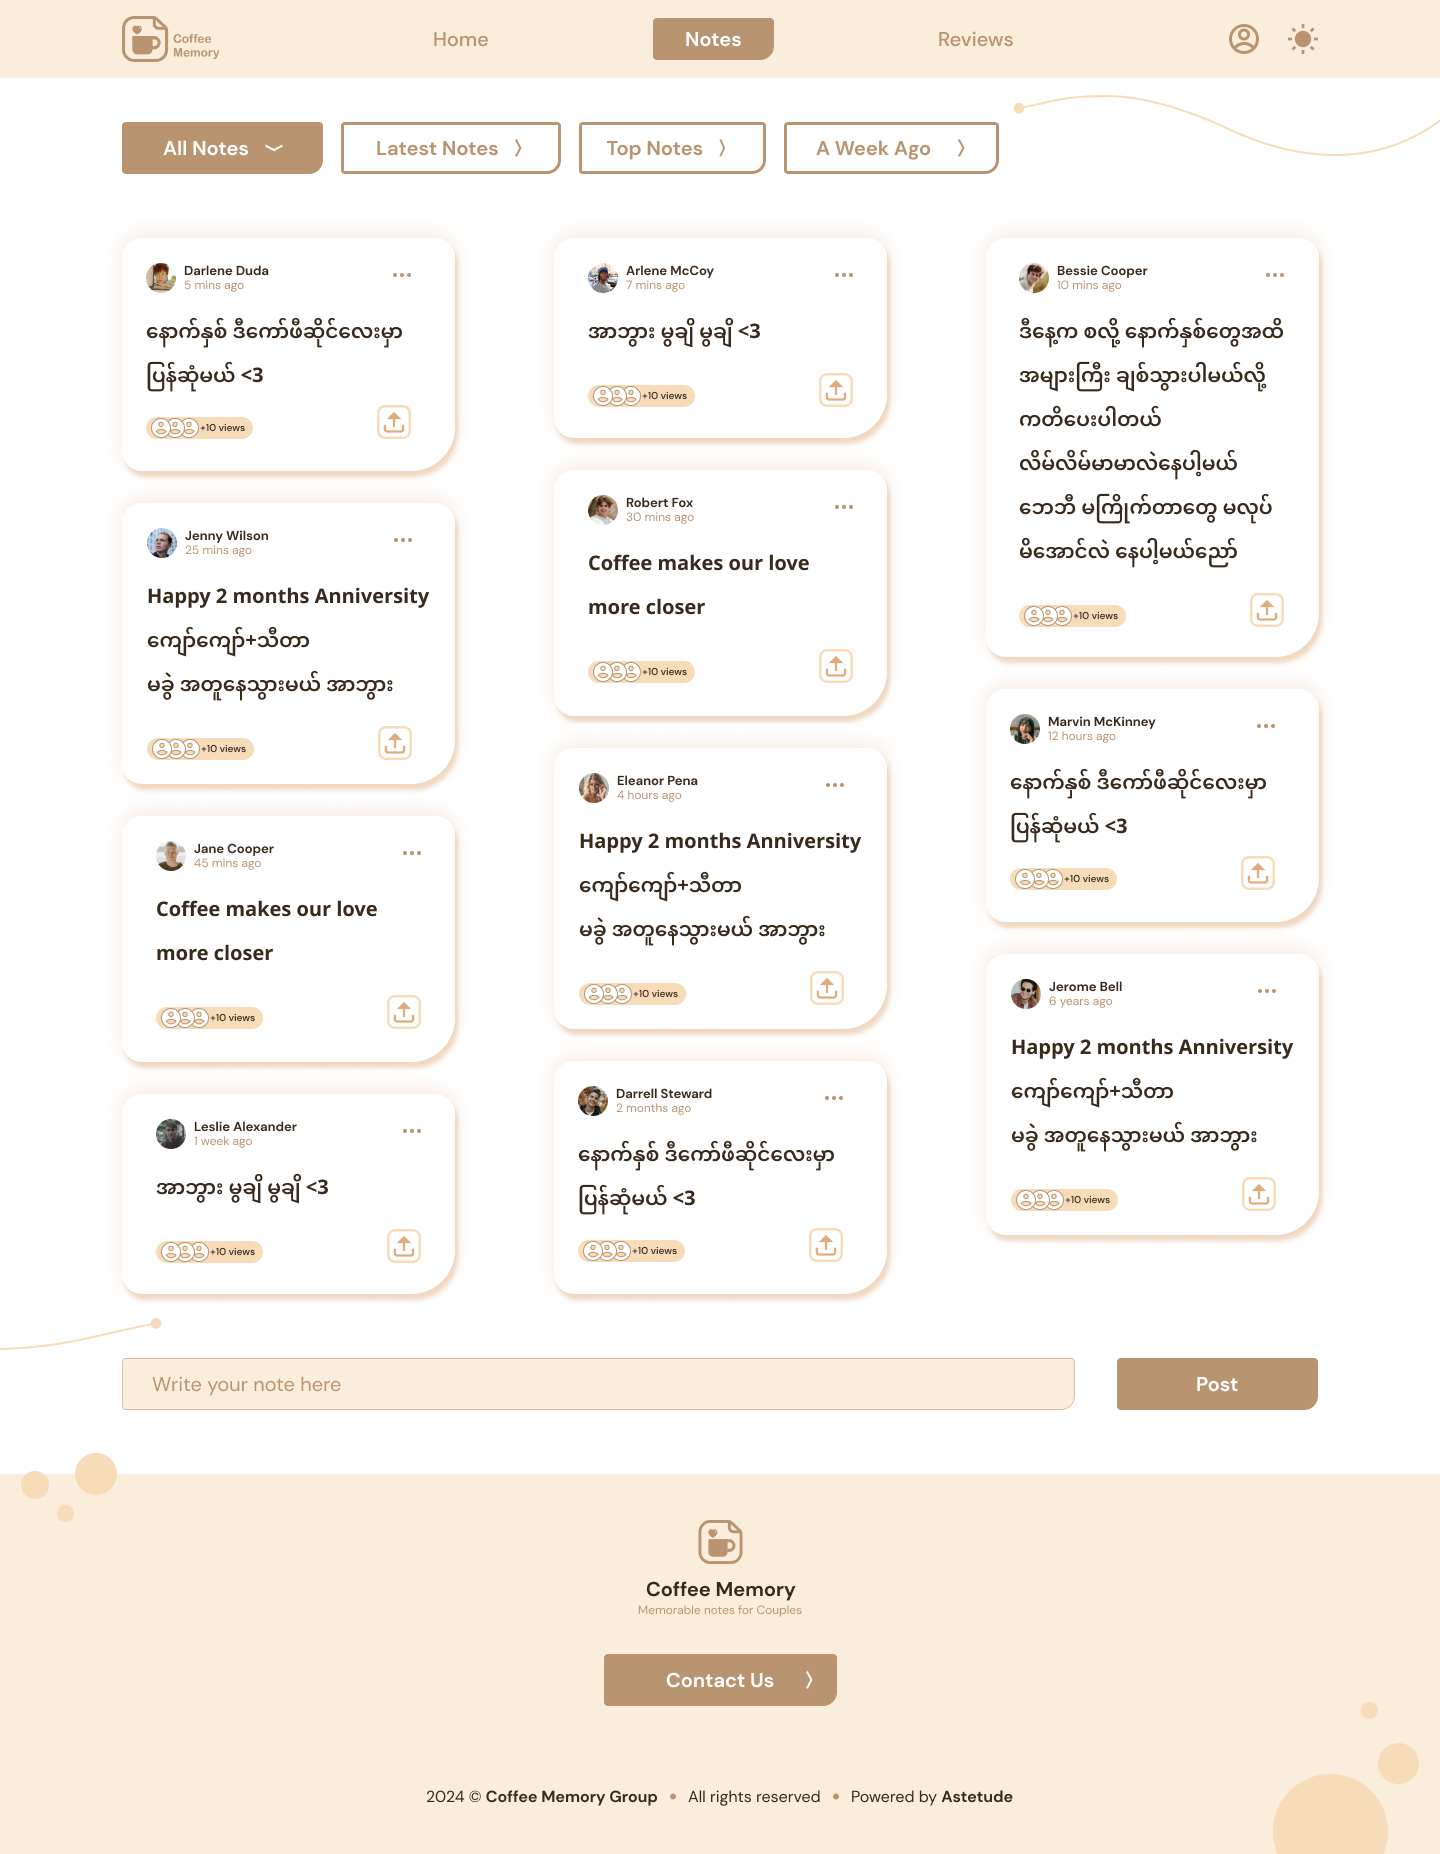 Coffee
Memory
Home
Notes
Reviews
All Notes
Latest Notes
Top Notes
A Week Ago
Darlene Duda
5 mins ago
နောက်နှစ် ဒီကော်ဖီဆိုင်လေးမှာ
ပြန်ဆုံမယ် <3
+10 views
Jenny Wilson
25 mins ago
Happy 2 months Anniversity
ကျော်ကျော်+သီတာ
မခွဲ အတူနေသွားမယ် အာဘွား
+10 views
Jane Cooper
45 mins ago
Coffee makes our love
more closer
+10 views
Leslie Alexander
1 week ago
အာဘွား မွချိ မွချိ <3
+10 views
Arlene McCoy
7 mins ago
အာဘွား မွချိ မွချိ <3
+10 views
Robert Fox
30 mins ago
Coffee makes our love
more closer
+10 views
Eleanor Pena
4 hours ago
Happy 2 months Anniversity
ကျော်ကျော်+သီတာ
မခွဲ အတူနေသွားမယ် အာဘွား
+10 views
Darrell Steward
2 months ago
နောက်နှစ် ဒီကော်ဖီဆိုင်လေးမှာ
ပြန်ဆုံမယ် <3
+10 views
Bessie Cooper
10 mins ago
ဒီနေ့က စလို့ နောက်နှစ်တွေအထိ
အများကြီး ချစ်သွားပါမယ်လို့
ကတိပေးပါတယ်
လိမ်လိမ်မာမာလဲနေပါ့မယ်
ဘေဘီ မကြိုက်တာတွေ မလုပ်
မိအောင်လဲ နေပါ့မယ်ညော်
+10 views
Marvin McKinney
12 hours ago
နောက်နှစ် ဒီကော်ဖီဆိုင်လေးမှာ
ပြန်ဆုံမယ် <3
+10 views
Jerome Bell
6 years ago
Happy 2 months Anniversity
ကျော်ကျော်+သီတာ
မခွဲ အတူနေသွားမယ် အာဘွား
+10 views
Write your note here
Post
Coffee Memory
Memorable notes for Couples
Contact Us
2024 © Coffee Memory Group • All rights reserved • Powered by Astetude